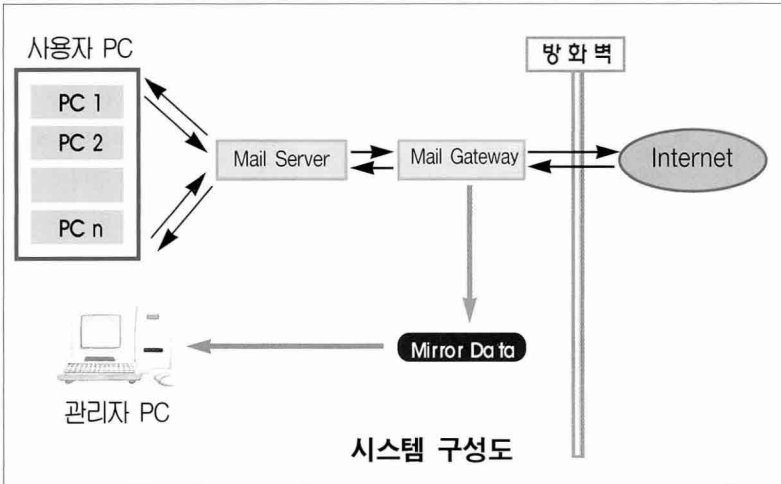 사용자 PC
방화벽
PC 1
PC 2
PC n
Mail Server
Mail Gateway
Internet
Mirror Data
관리자 PC
시스템 구성도